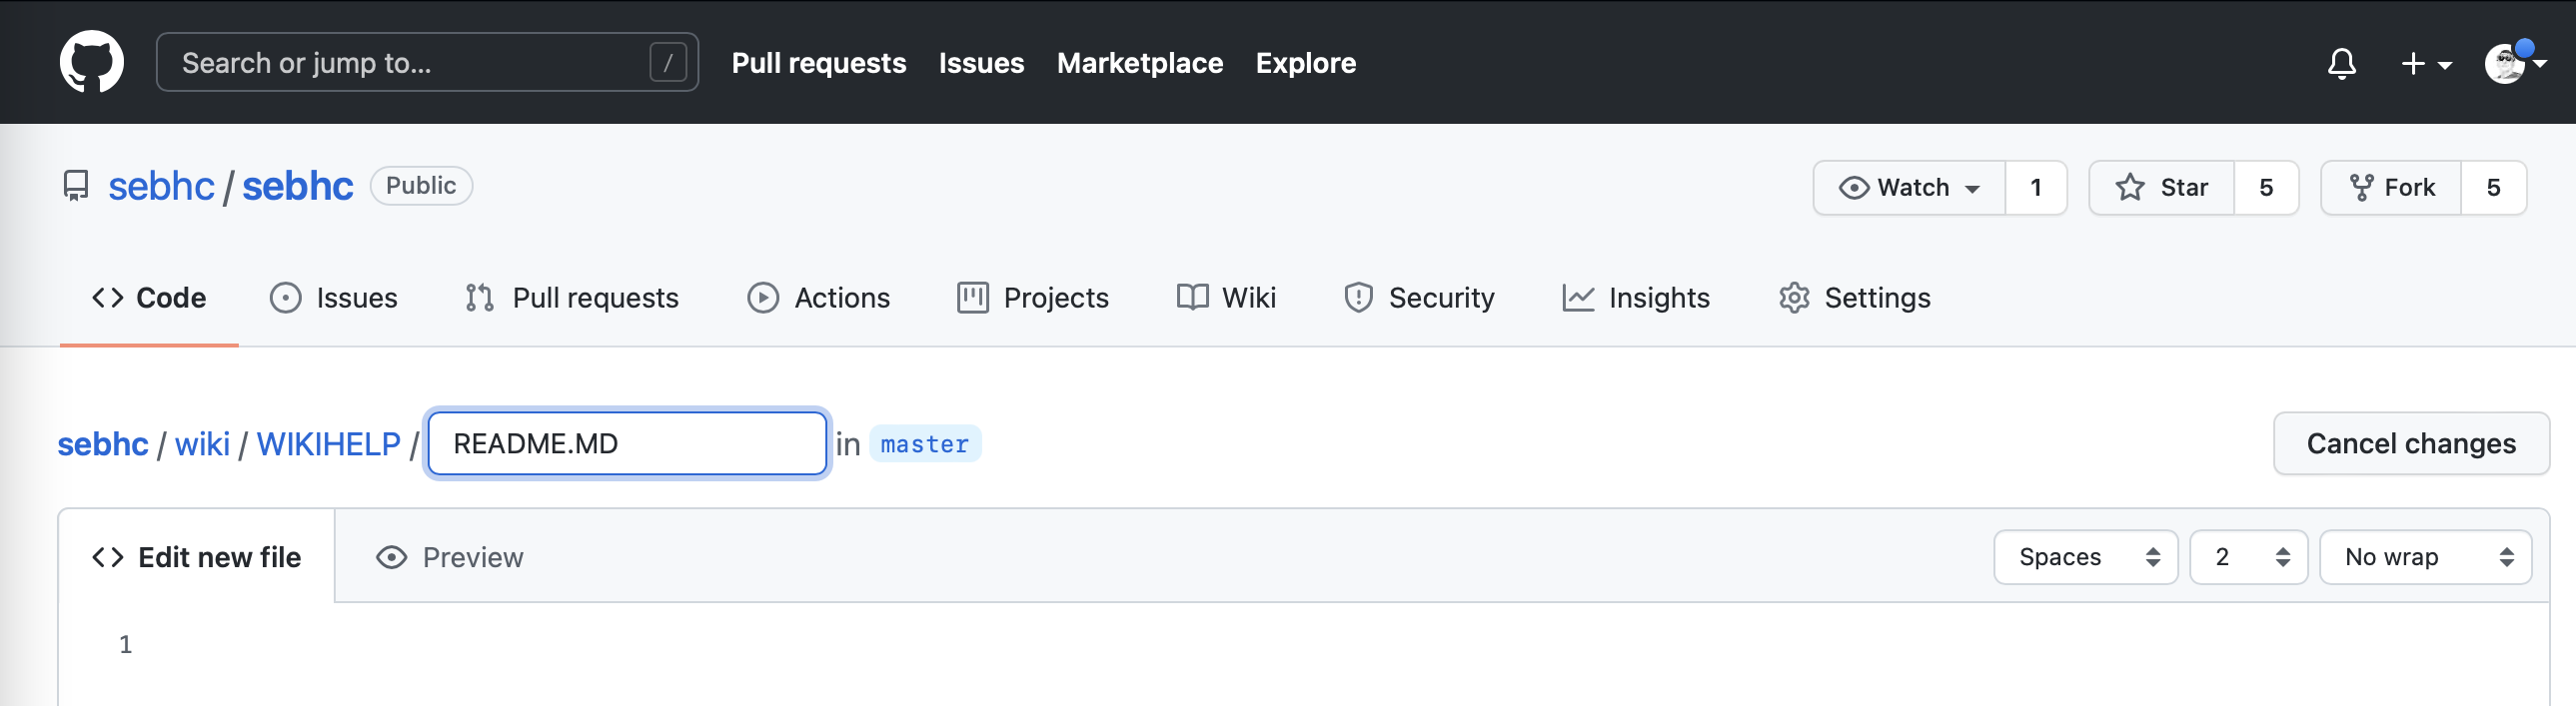 Search or jump to... / Pull requests Issues Marketplace Explore
sebhc / sebhc Public Watch 1 Star 5 Fork 5
Code Issues Pull requests Actions Projects Wiki Security Insights Settings
sebhc / wiki / WIKIHELP / README.MD in master Cancel changes
Edit new file Preview Spaces 2 No wrap
1